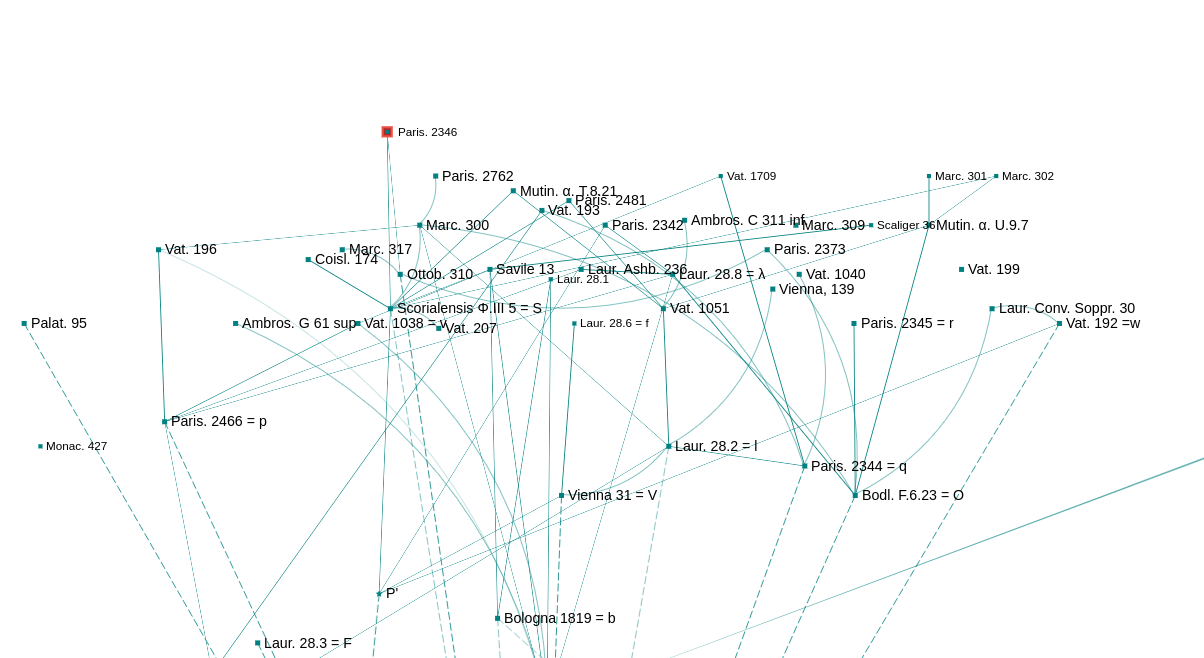 Paris. 2346
Paris. 2762
Vat. 1709
Marc. 301
Marc. 302
Mutin. α. T.8.21
Paris. 2481
Vat. 193
Marc. 300
Paris. 2342
Ambros. C 311 inf
Marc. 309
Scaliger 36
Mutin. α. U.9.7
Vat. 196
Marc. 317
Paris. 2373
Coisl. 174
Ottob. 310
Savile 13
Laur. Ashb. 236
Laur. 28.8 = λ
Vat. 1040
Vat. 199
Laur. 28.1
Vienna, 139
Scorialensis Φ.III 5 = S
Vat. 1051
Laur. Conv. Soppr. 30
Palat. 95
Ambros. G 61 sup
Vat. 1038 = v
Vat. 207
Laur. 28.6 = f
Paris. 2345 = r
Vat. 192 =w
Paris. 2466 = p
Monac. 427
Laur. 28.2 = l
Paris. 2344 = q
Vienna 31 = V
Bodl. F.6.23 = O
P'
Bologna 1819 = b
Laur. 28.3 = F